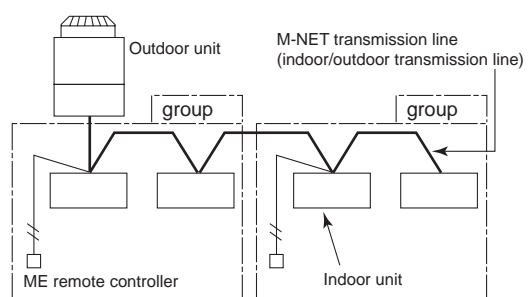 Outdoor unit
M-NET transmission line
(indoor/outdoor transmission line)
group
group
ME remote controller
Indoor unit